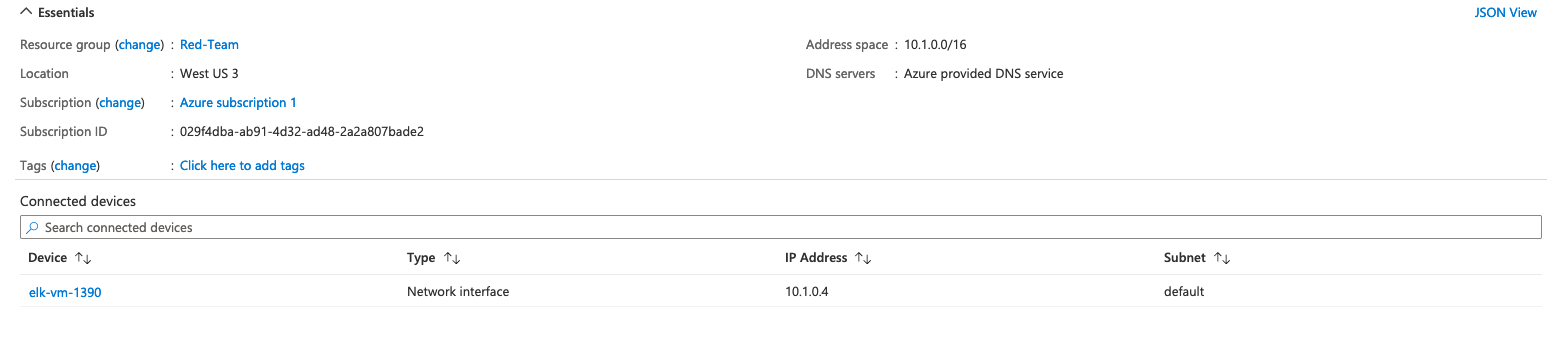 Essentials JSON View
Resource group (change) : Red-Team Address space : 10.1.0.0/16
Location : West US 3 DNS servers : Azure provided DNS service
Subscription (change) : Azure subscription 1
Subscription ID : 029f4dba-ab91-4d32-ad48-2a2a807bade2
Tags (change) : Click here to add tags
Connected devices
Search connected devices
Device Type IP Address Subnet
elk-vm-1390 Network interface 10.1.0.4 default